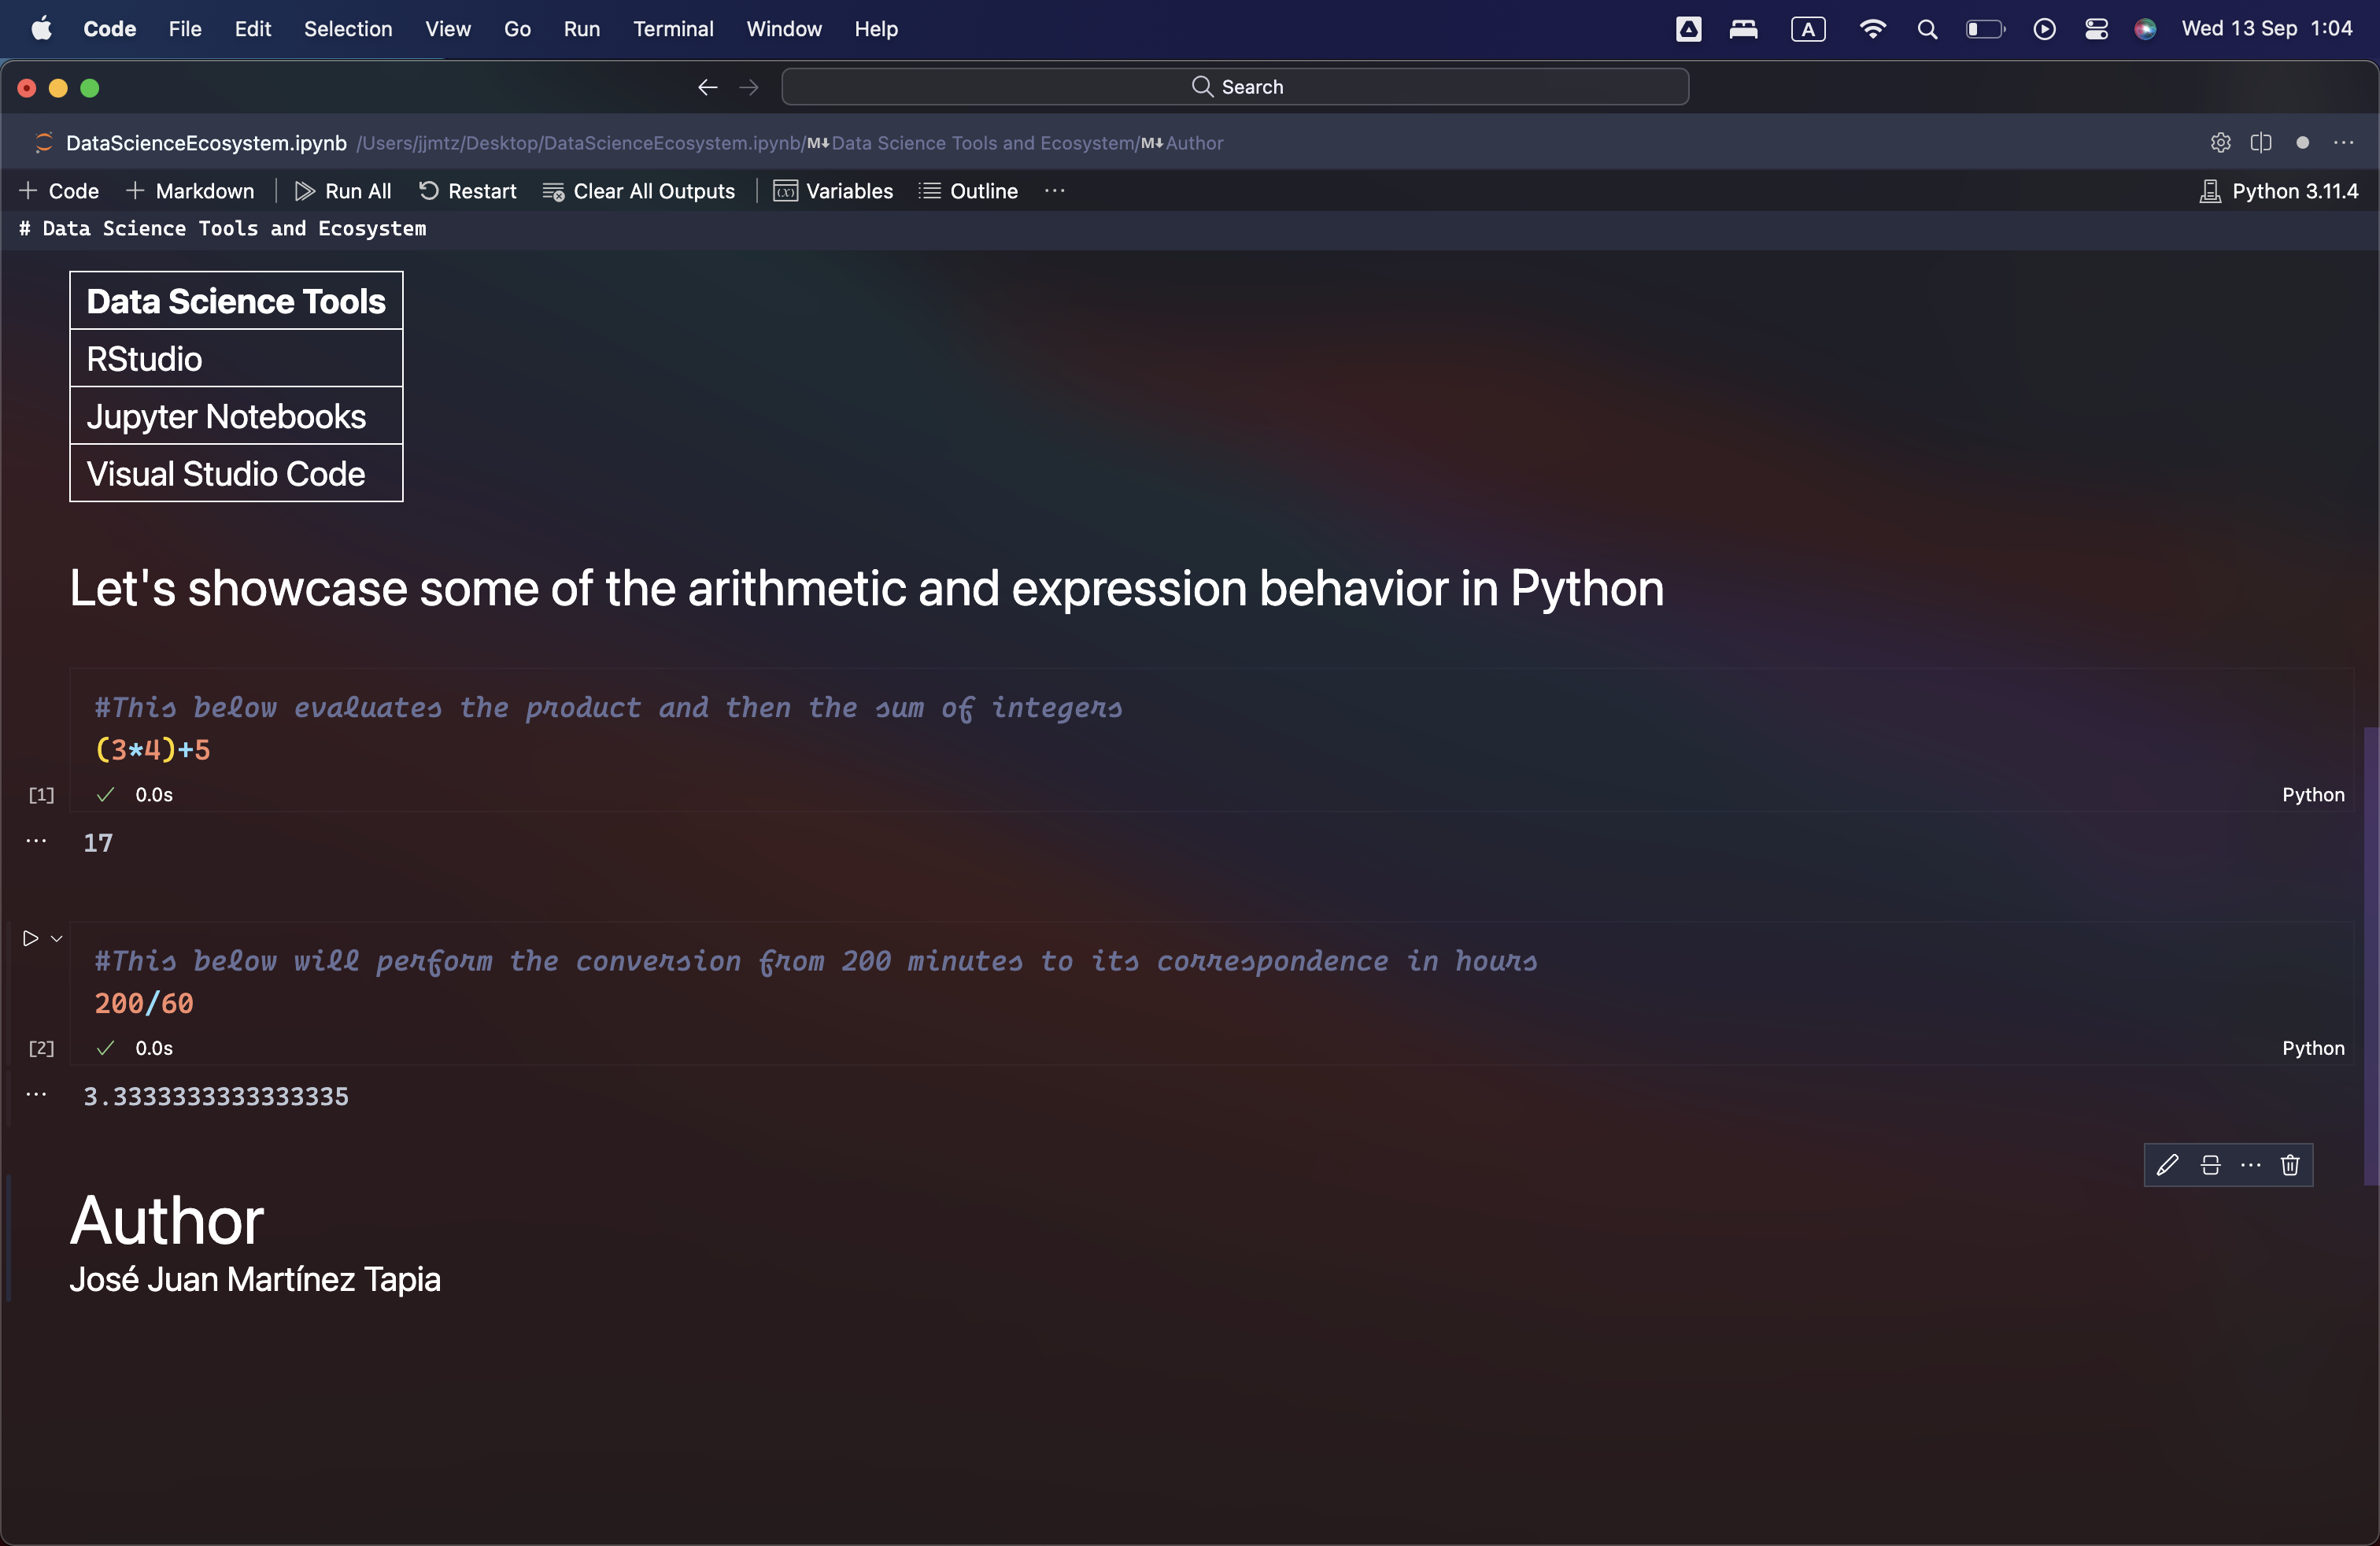 Code File Edit Selection View Go Run Terminal Window Help A Wed 13 Sep 1:04
Search
DataScienceEcosystem.ipynb /Users/jjmtz/Desktop/DataScienceEcosystem.ipynb/M↓Data Science Tools and Ecosystem/M↓Author ...
+ Code + Markdown | Run All Restart Clear All Outputs | (x) Variables Outline ... Python 3.11.4
# Data Science Tools and Ecosystem
Data Science Tools
RStudio
Jupyter Notebooks
Visual Studio Code
Let's showcase some of the arithmetic and expression behavior in Python
#This below evaluates the product and then the sum of integers
(3*4)+5
[1] ✓ 0.0s Python
... 17
#This below will perform the conversion from 200 minutes to its correspondence in hours
200/60
[2] ✓ 0.0s Python
... 3.3333333333333335
...
Author
José Juan Martínez Tapia